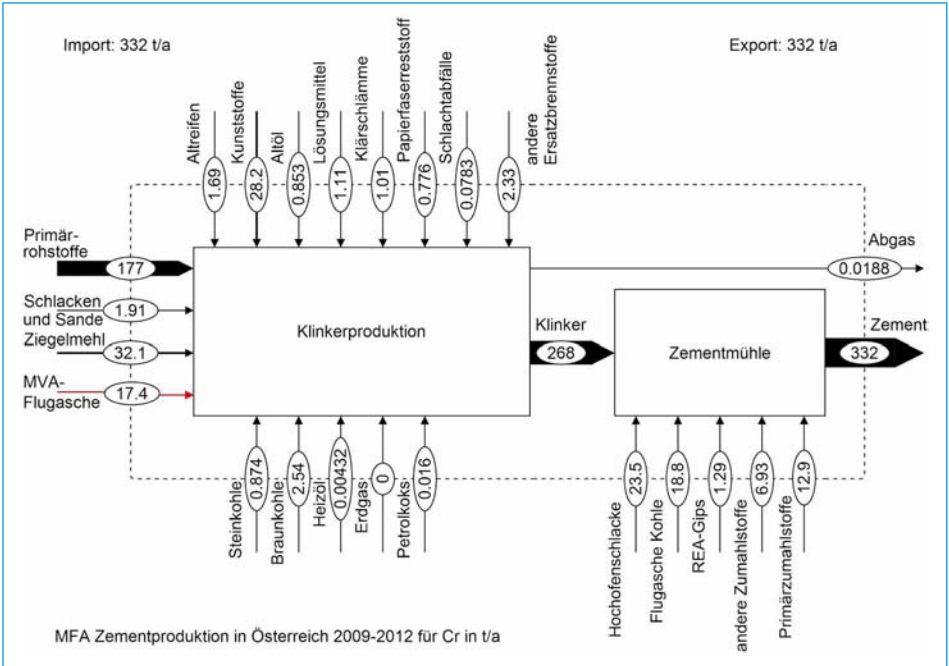 Import: 332 t/a
Export: 332 t/a
Altreifen
1.69
Kunststoffe
28.2
Altöl
0.853
Lösungsmittel
1.11
Klärschlämme
1.01
Papierfaserreststoff
0.776
Schlachtabfälle
0.0783
andere
Ersatzbrennstoffe
2.33
Primär-
rohstoffe
177
Schlacken
und Sande
1.91
Ziegelmehl
32.1
MVA-
Flugasche
17.4
Klinkerproduktion
Klinker
268
Zementmühle
Abgas
0.0188
Zement
332
Steinkohle
0.874
Braunkohle
2.54
Heizöl
0.00432
Erdgas
0
Petrolkoks
0.016
Hochofenschlacke
23.5
Flugasche Kohle
18.8
REA-Gips
1.29
andere Zumahlstoffe
6.93
Primärzumahlstoffe
12.9
MFA Zementproduktion in Österreich 2009-2012 für Cr in t/a